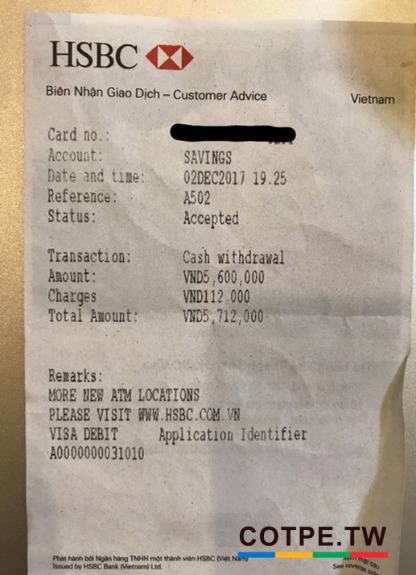 HSBC
Biên Nhận Giao Dịch – Customer Advice
Vietnam
Card no.:
Account: SAVINGS
Date and time: 02DEC2017 19.25
Reference: A502
Status: Accepted
Transaction: Cash withdrawal
Amount: VND5,600,000
Charges VND112,000
Total Amount: VND5,712,000
Remarks:
MORE NEW ATM LOCATIONS
PLEASE VISIT WWW.HSBC.COM.VN
VISA DEBIT Application Identifier
A0000000031010
COTPE.TW
Phát hành bởi Ngân hàng TNHH một thành viên HSBC (Việt Nam)
Issued by HSBC Bank (Vietnam) Ltd.
See reverse side